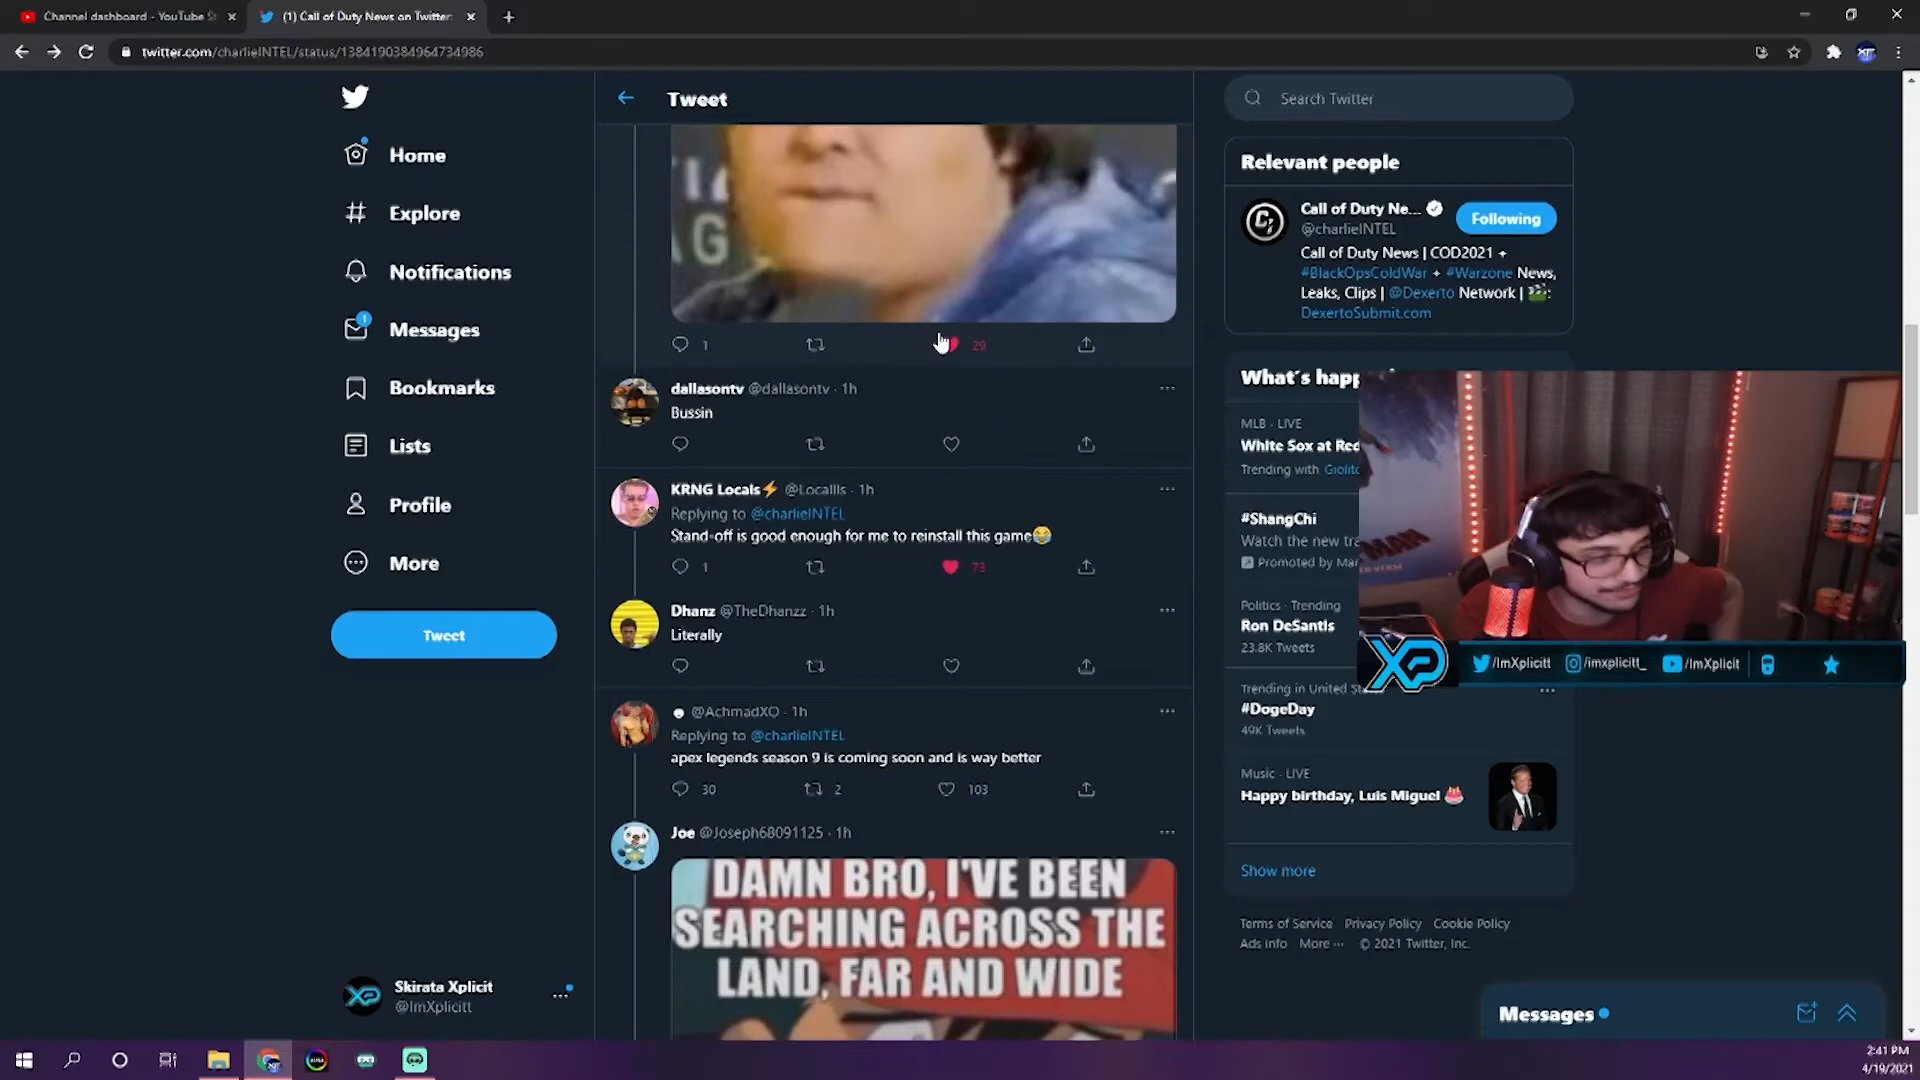 Channel dashboard - YouTube St
(1) Call of Duty News on Twitter:
twitter.com/charlieINTEL/status/1384190384964734986
Home
Explore
Notifications
1
Messages
Bookmarks
Lists
Profile
More
Tweet
Skirata Xplicit
@ImXplicitt
Tweet
1
29
dallasontv @dallasontv · 1h
Bussin
KRNG Locals⚡ @Locallls · 1h
Replying to @charlieINTEL
Stand-off is good enough for me to reinstall this game😭
1
73
Dhanz @TheDhanzz · 1h
Literally
@AchmadXO · 1h
Replying to @charlieINTEL
apex legends season 9 is coming soon and is way better
30
2
103
Joe @Joseph68091125 · 1h
DAMN BRO, I'VE BEEN
SEARCHING ACROSS THE
LAND, FAR AND WIDE
Search Twitter
Relevant people
Call of Duty Ne...
@charlieINTEL
Following
Call of Duty News | COD2021 +
#BlackOpsColdWar + #Warzone News,
Leaks, Clips | @Dexerto Network | 🎬:
DexertoSubmit.com
What's happ
MLB · LIVE
White Sox at Red
Trending with Giolito
#ShangChi
Watch the new tra
Promoted by Mar
Politics · Trending
Ron DeSantis
23.8K Tweets
Trending in United Sta
#DogeDay
49K Tweets
Music · LIVE
Happy birthday, Luis Miguel 🎂
Show more
Terms of Service Privacy Policy Cookie Policy
Ads info More ··· © 2021 Twitter, Inc.
XP
/ImXplicitt
/imxplicitt_
/ImXplicit
Messages
2:41 PM
4/19/2021